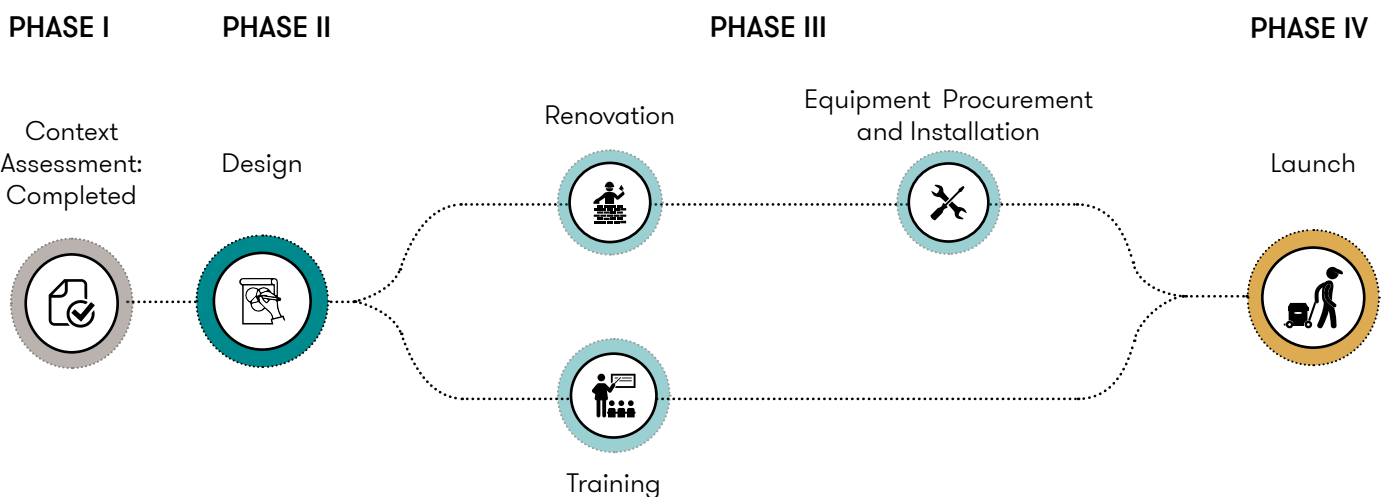 PHASE I
PHASE II
PHASE III
PHASE IV
Context
Assessment:
Completed
Design
Renovation
Equipment Procurement
and Installation
Training
Launch